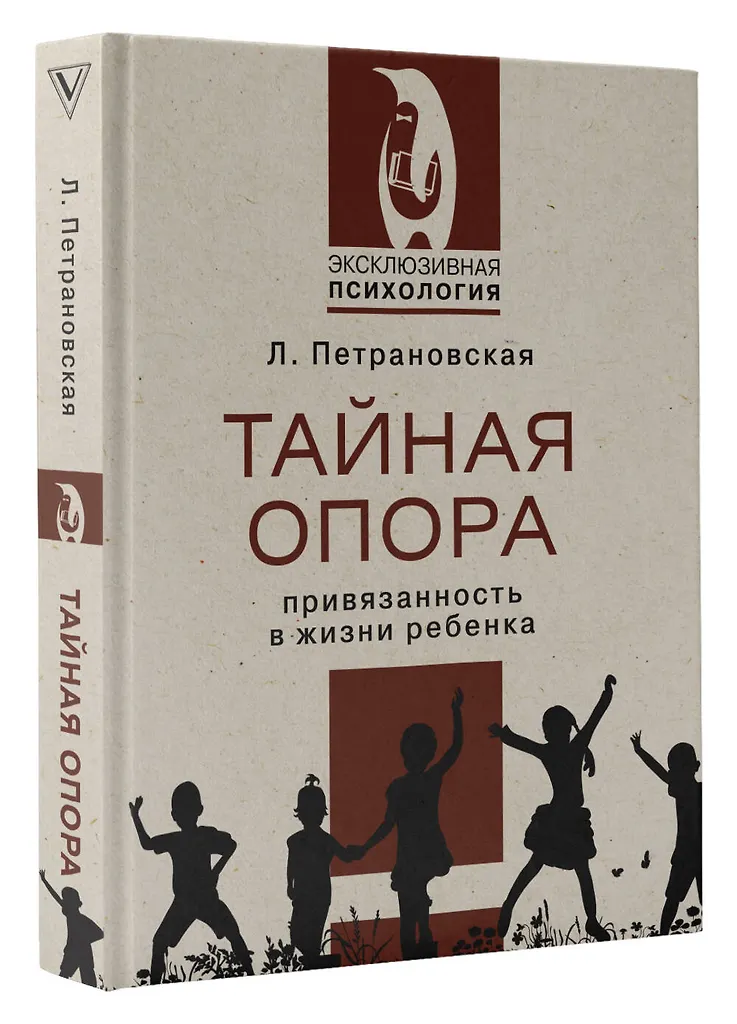 Л. Петрановская
ТАЙНАЯ ОПОРА
ЭКСКЛЮЗИВНАЯ
ПСИХОЛОГИЯ
Л. Петрановская
ТАЙНАЯ
ОПОРА
привязанность
в жизни ребенка